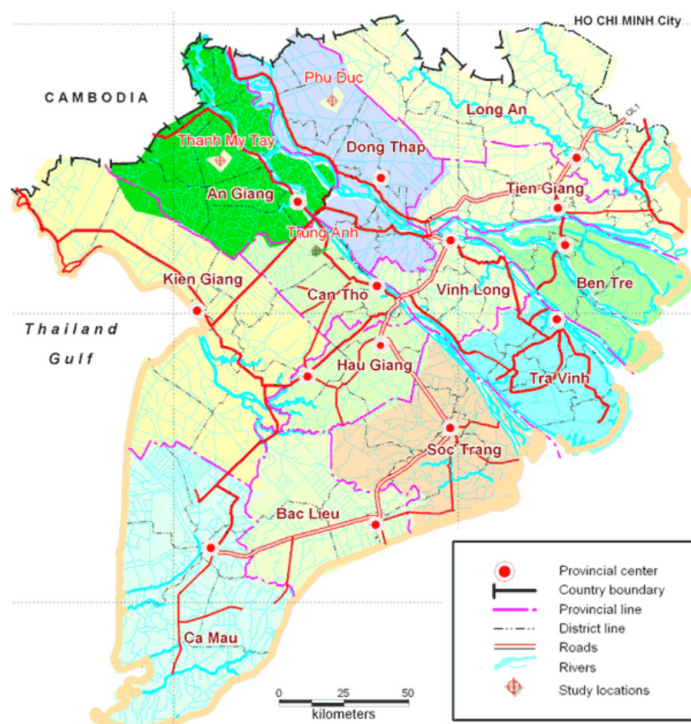 HO CHI MINH City
CAMBODIA
Phu Duc
Long An
QL1
Thanh My Tay
Dong Thap
An Giang
Tien Giang
Trung Anh
Kien Giang
Can Tho
Vinh Long
Ben Tre
Thailand
Gulf
Hau Giang
Tra Vinh
Soc Trang
Bac Lieu
Ca Mau
Provincial center
Country boundary
Provincial line
District line
Roads
Rivers
Study locations
0 25 50
kilometers